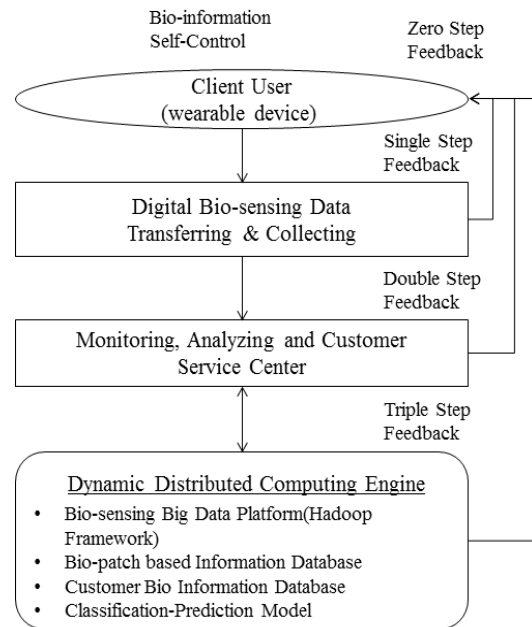 Bio-information
Self-Control
Zero Step
Feedback
Client User
(wearable device)
Single Step
Feedback
Digital Bio-sensing Data
Transferring & Collecting
Double Step
Feedback
Monitoring, Analyzing and Customer
Service Center
Triple Step
Feedback
Dynamic Distributed Computing Engine
• Bio-sensing Big Data Platform(Hadoop
Framework)
• Bio-patch based Information Database
• Customer Bio Information Database
• Classification-Prediction Model